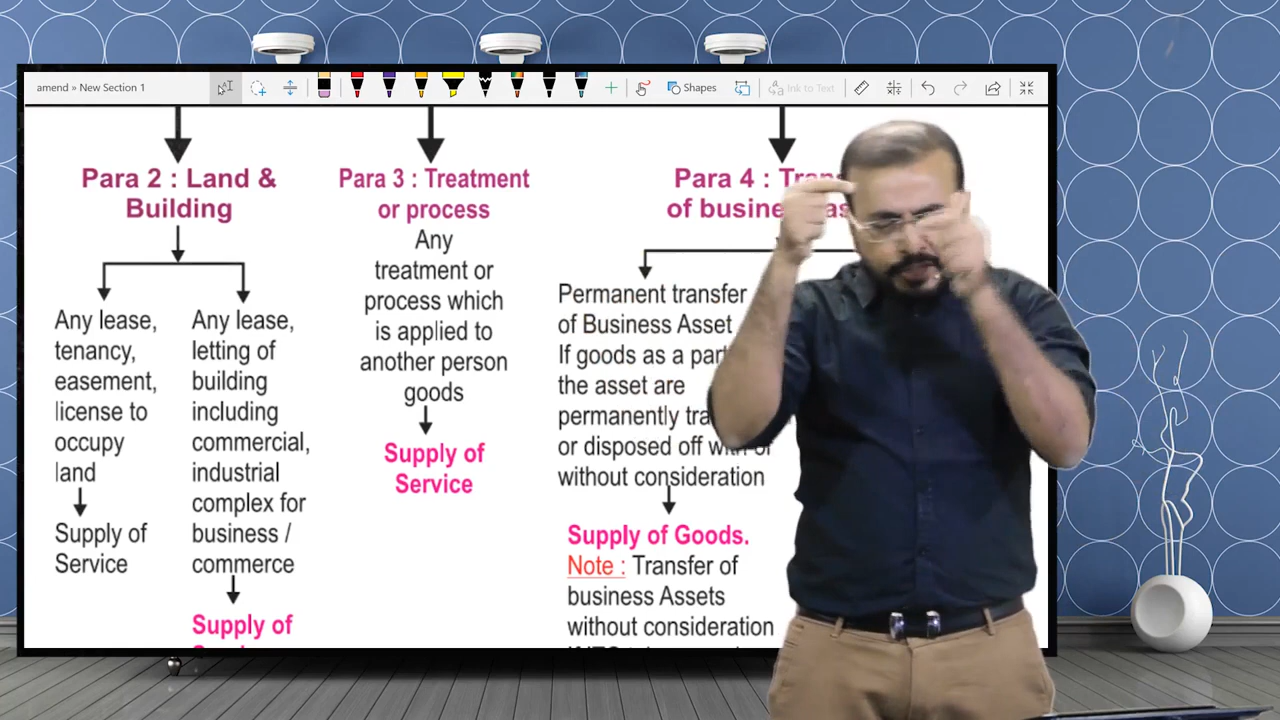 amend » New Section 1
Shapes
Ink to Text
Para 2 : Land &
Building
Any lease,
tenancy,
easement,
license to
occupy
land
Supply of
Service
Any lease,
letting of
building
including
commercial,
industrial
complex for
business /
commerce
Supply of
Para 3 : Treatment
or process
Any
treatment or
process which
is applied to
another person
goods
Supply of
Service
Para 4 :
of
Permanent transfer
of Business Asset
If goods as a part
the asset are
permanently
or disposed off with or
without consideration
Supply of Goods.
Note : Transfer of
business Assets
without consideration